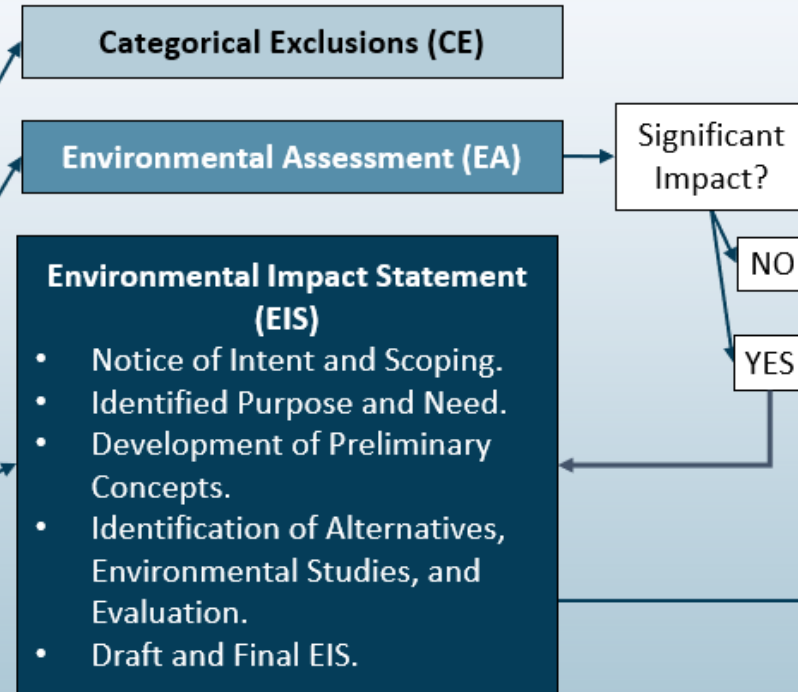 Categorical Exclusions (CE)
Environmental Assessment (EA)
Significant
Impact?
NO
YES
Environmental Impact Statement
(EIS)
• Notice of Intent and Scoping.
• Identified Purpose and Need.
• Development of Preliminary
Concepts.
• Identification of Alternatives,
Environmental Studies, and
Evaluation.
• Draft and Final EIS.